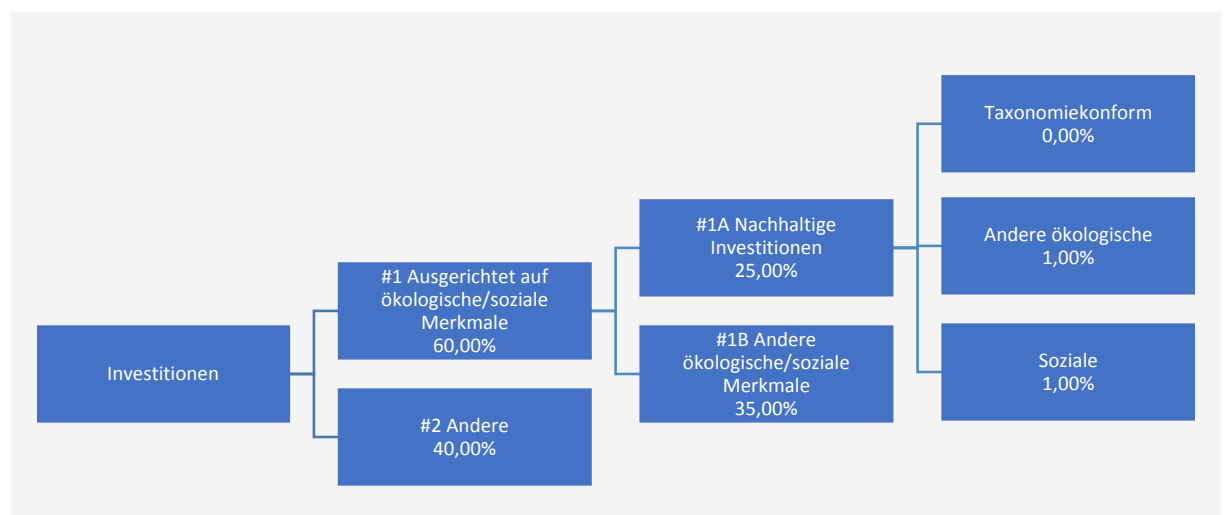 Investitionen
#1 Ausgerichtet auf
ökologische/soziale
Merkmale
60,00%
#2 Andere
40,00%
#1A Nachhaltige
Investitionen
25,00%
#1B Andere
ökologische/soziale
Merkmale
35,00%
Taxonomiekonform
0,00%
Andere ökologische
1,00%
Soziale
1,00%